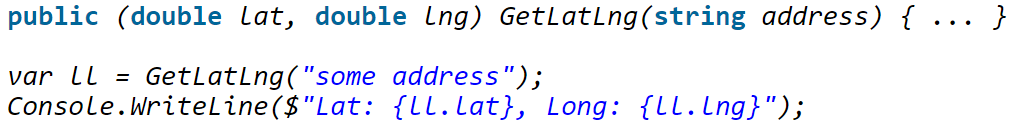 public (double lat, double lng) GetLatLng(string address) { ... }
var ll = GetLatLng("some address");
Console.WriteLine($"Lat: {ll.lat}, Long: {ll.lng}");